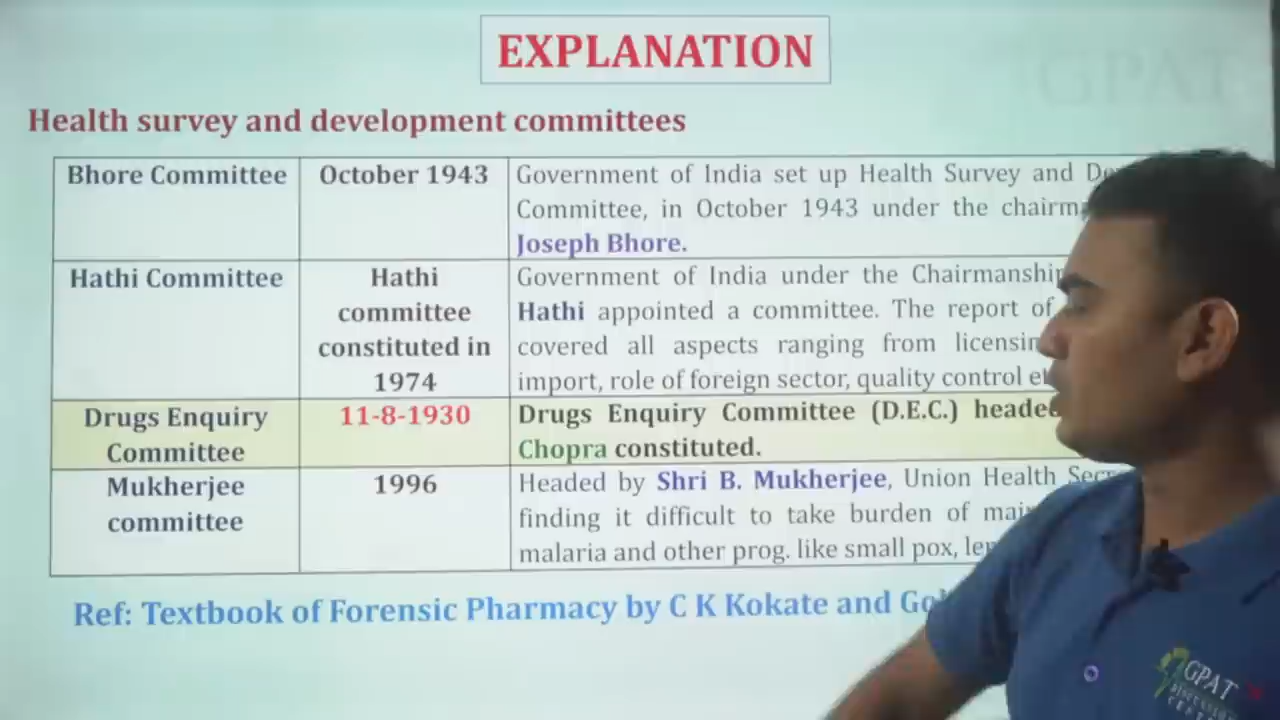 EXPLANATION
GPAT
Health survey and development committees
Bhore Committee
October 1943
Government of India set up Health Survey and
Committee, in October 1943 under the
Joseph Bhore.
Hathi Committee
Hathi
committee
constituted in
1974
Government of India under the
Hathi appointed a committee. The report of
covered all aspects ranging from
import, role of foreign sector, quality control
Drugs Enquiry
Committee
11-8-1930
Drugs Enquiry Committee (D.E.C.)
Chopra constituted.
Mukherjee
committee
1996
Headed by Shri B. Mukherjee, Union Health
finding it difficult to take burden of
malaria and other prog. like small pox,
Ref: Textbook of Forensic Pharmacy by C K Kokate and
GPAT